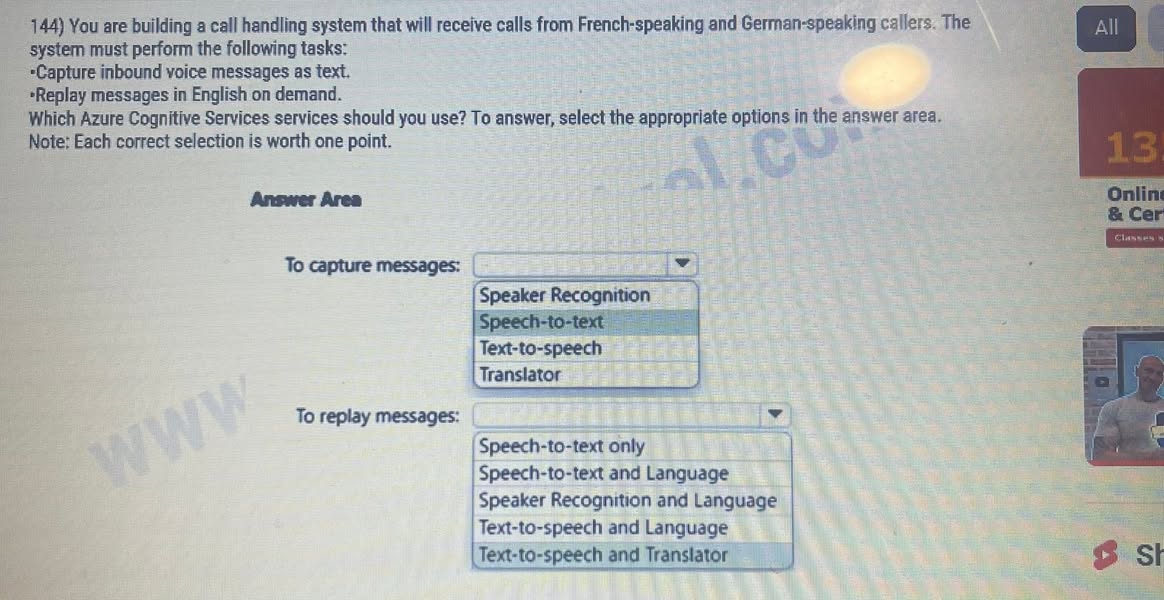 144) You are building a call handling system that will receive calls from French-speaking and German-speaking callers. The
system must perform the following tasks:
•Capture inbound voice messages as text.
•Replay messages in English on demand.
Which Azure Cognitive Services services should you use? To answer, select the appropriate options in the answer area.
Note: Each correct selection is worth one point.
Answer Area
To capture messages:
Speaker Recognition
Speech-to-text
Text-to-speech
Translator
To replay messages:
Speech-to-text only
Speech-to-text and Language
Speaker Recognition and Language
Text-to-speech and Language
Text-to-speech and Translator
www
All
13
& Cer
Classes